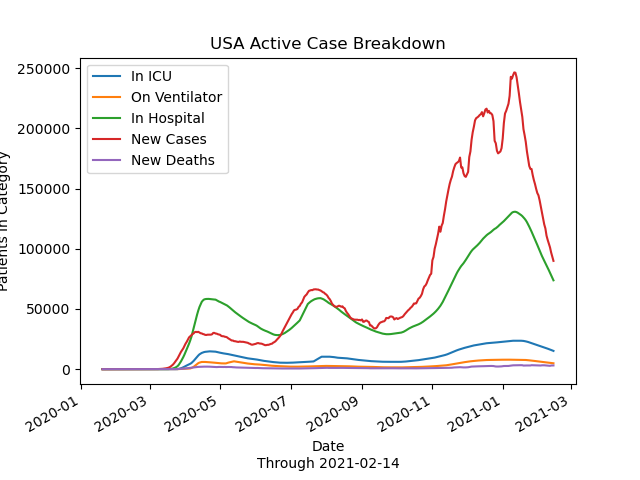 USA Active Case Breakdown
In ICU
On Ventilator
In Hospital
New Cases
New Deaths
Patients in Category
250000
200000
150000
100000
50000
0
2020-01
2020-03
2020-05
2020-07
2020-09
2020-11
2021-01
2021-03
Date
Through 2021-02-14